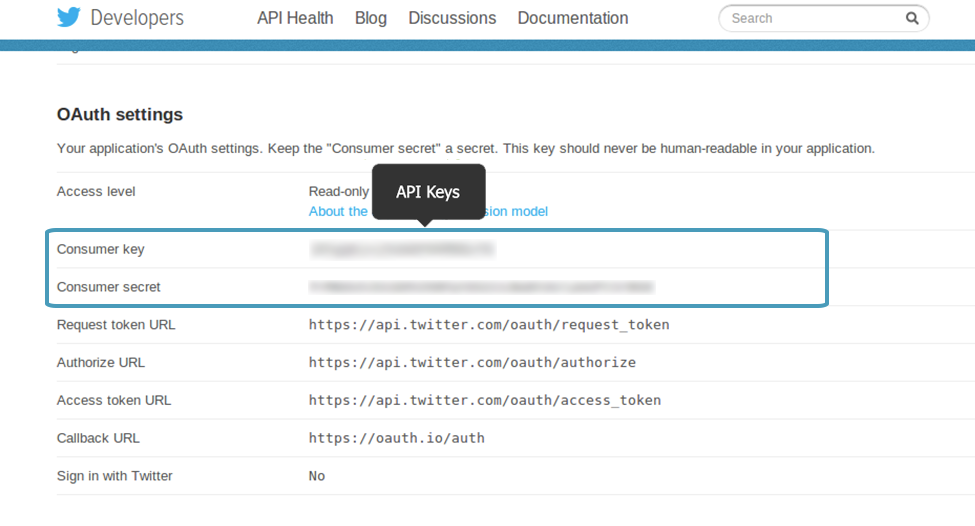 Developers API Health Blog Discussions Documentation Search
OAuth settings
Your application's OAuth settings. Keep the "Consumer secret" a secret. This key should never be human-readable in your application.
Access level Read-only
API Keys
About the sion model
Consumer key
Consumer secret
Request token URL https://api.twitter.com/oauth/request_token
Authorize URL https://api.twitter.com/oauth/authorize
Access token URL https://api.twitter.com/oauth/access_token
Callback URL https://oauth.io/auth
Sign in with Twitter No